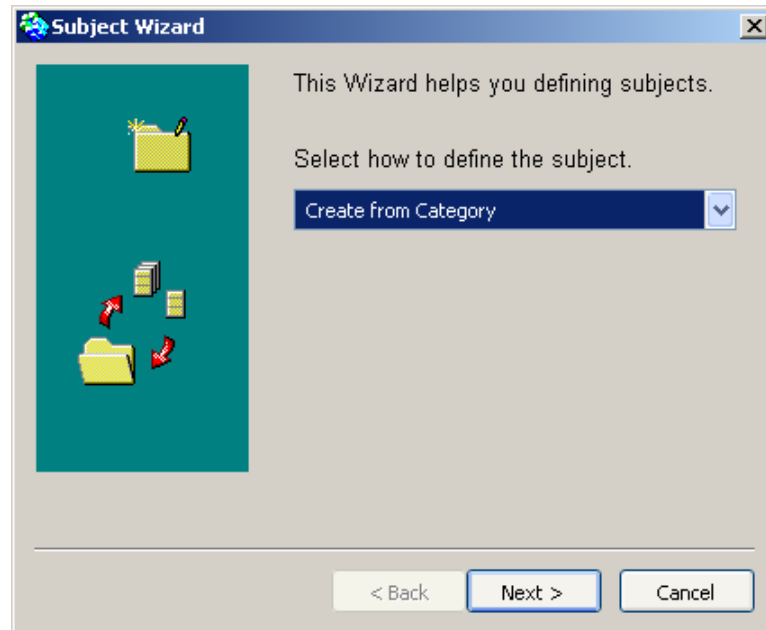 Subject Wizard
This Wizard helps you defining subjects.
Select how to define the subject.
Create from Category
< Back
Next >
Cancel